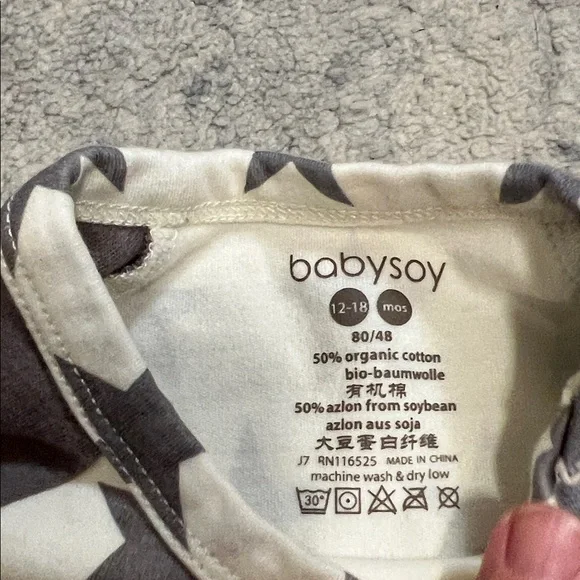 babysoy
12-18 mos
80/48
50% organic cotton
bio-baumwolle
有机棉
50% azlon from soybean
azlon aus soja
大豆蛋白纤维
J7 RN116525 MADE IN CHINA
machine wash & dry low
30°